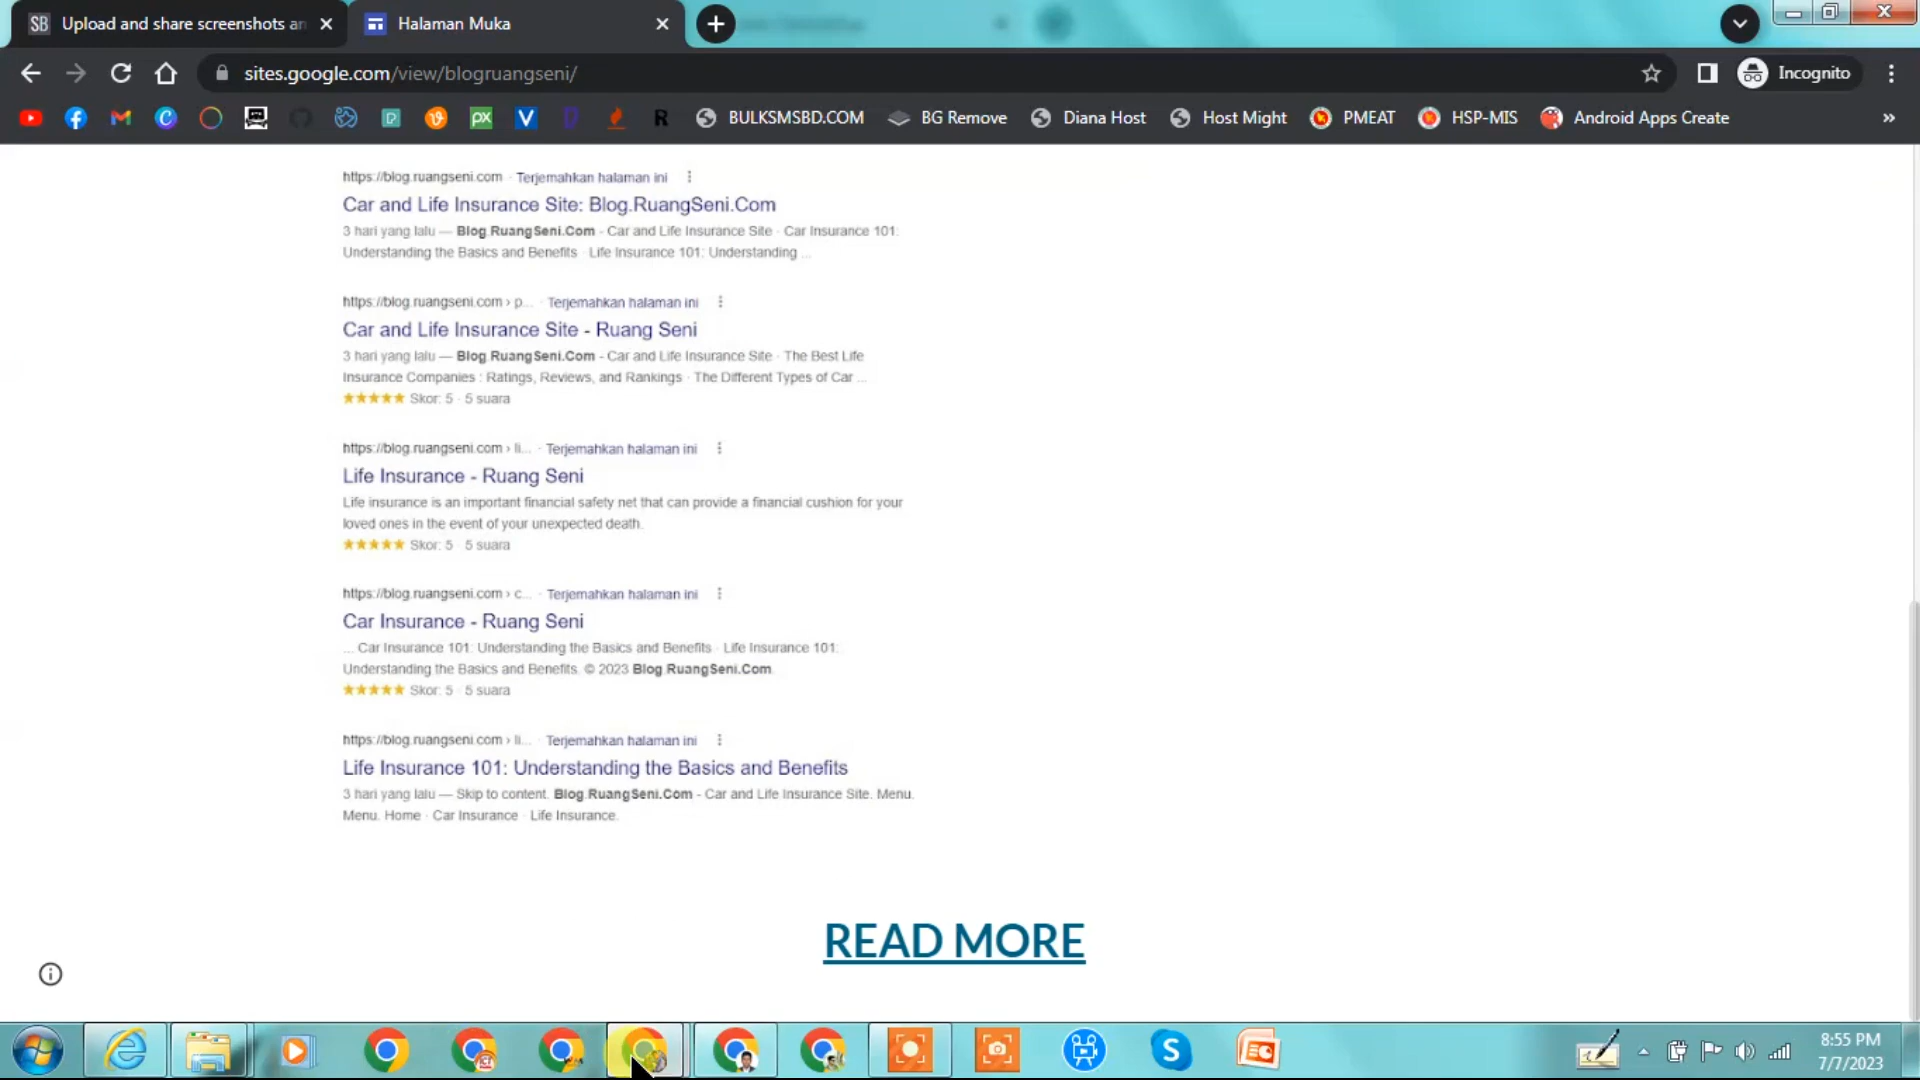 SB Upload and share screenshots an
Halaman Muka
sites.google.com/view/blogruangseni/
Incognito
BULKSMSBD.COM
BG Remove
Diana Host
Host Might
PMEAT
HSP-MIS
Android Apps Create
https://blog.ruangseni.com · Terjemahkan halaman ini
Car and Life Insurance Site: Blog.RuangSeni.Com
3 hari yang lalu — Blog.RuangSeni.Com - Car and Life Insurance Site · Car Insurance 101:
Understanding the Basics and Benefits · Life Insurance 101: Understanding ...
https://blog.ruangseni.com › p... · Terjemahkan halaman ini
Car and Life Insurance Site - Ruang Seni
3 hari yang lalu — Blog.RuangSeni.Com - Car and Life Insurance Site · The Best Life
Insurance Companies : Ratings, Reviews, and Rankings · The Different Types of Car ...
★★★★★ Skor: 5 · 5 suara
https://blog.ruangseni.com › li... · Terjemahkan halaman ini
Life Insurance - Ruang Seni
Life insurance is an important financial safety net that can provide a financial cushion for your
loved ones in the event of your unexpected death.
★★★★★ Skor: 5 · 5 suara
https://blog.ruangseni.com › c... · Terjemahkan halaman ini
Car Insurance - Ruang Seni
... Car Insurance 101: Understanding the Basics and Benefits · Life Insurance 101:
Understanding the Basics and Benefits. © 2023 Blog.RuangSeni.Com.
★★★★★ Skor: 5 · 5 suara
https://blog.ruangseni.com › li... · Terjemahkan halaman ini
Life Insurance 101: Understanding the Basics and Benefits
3 hari yang lalu — Skip to content. Blog.RuangSeni.Com - Car and Life Insurance Site. Menu.
Menu. Home · Car Insurance · Life Insurance.
READ MORE
8:55 PM
7/7/2023